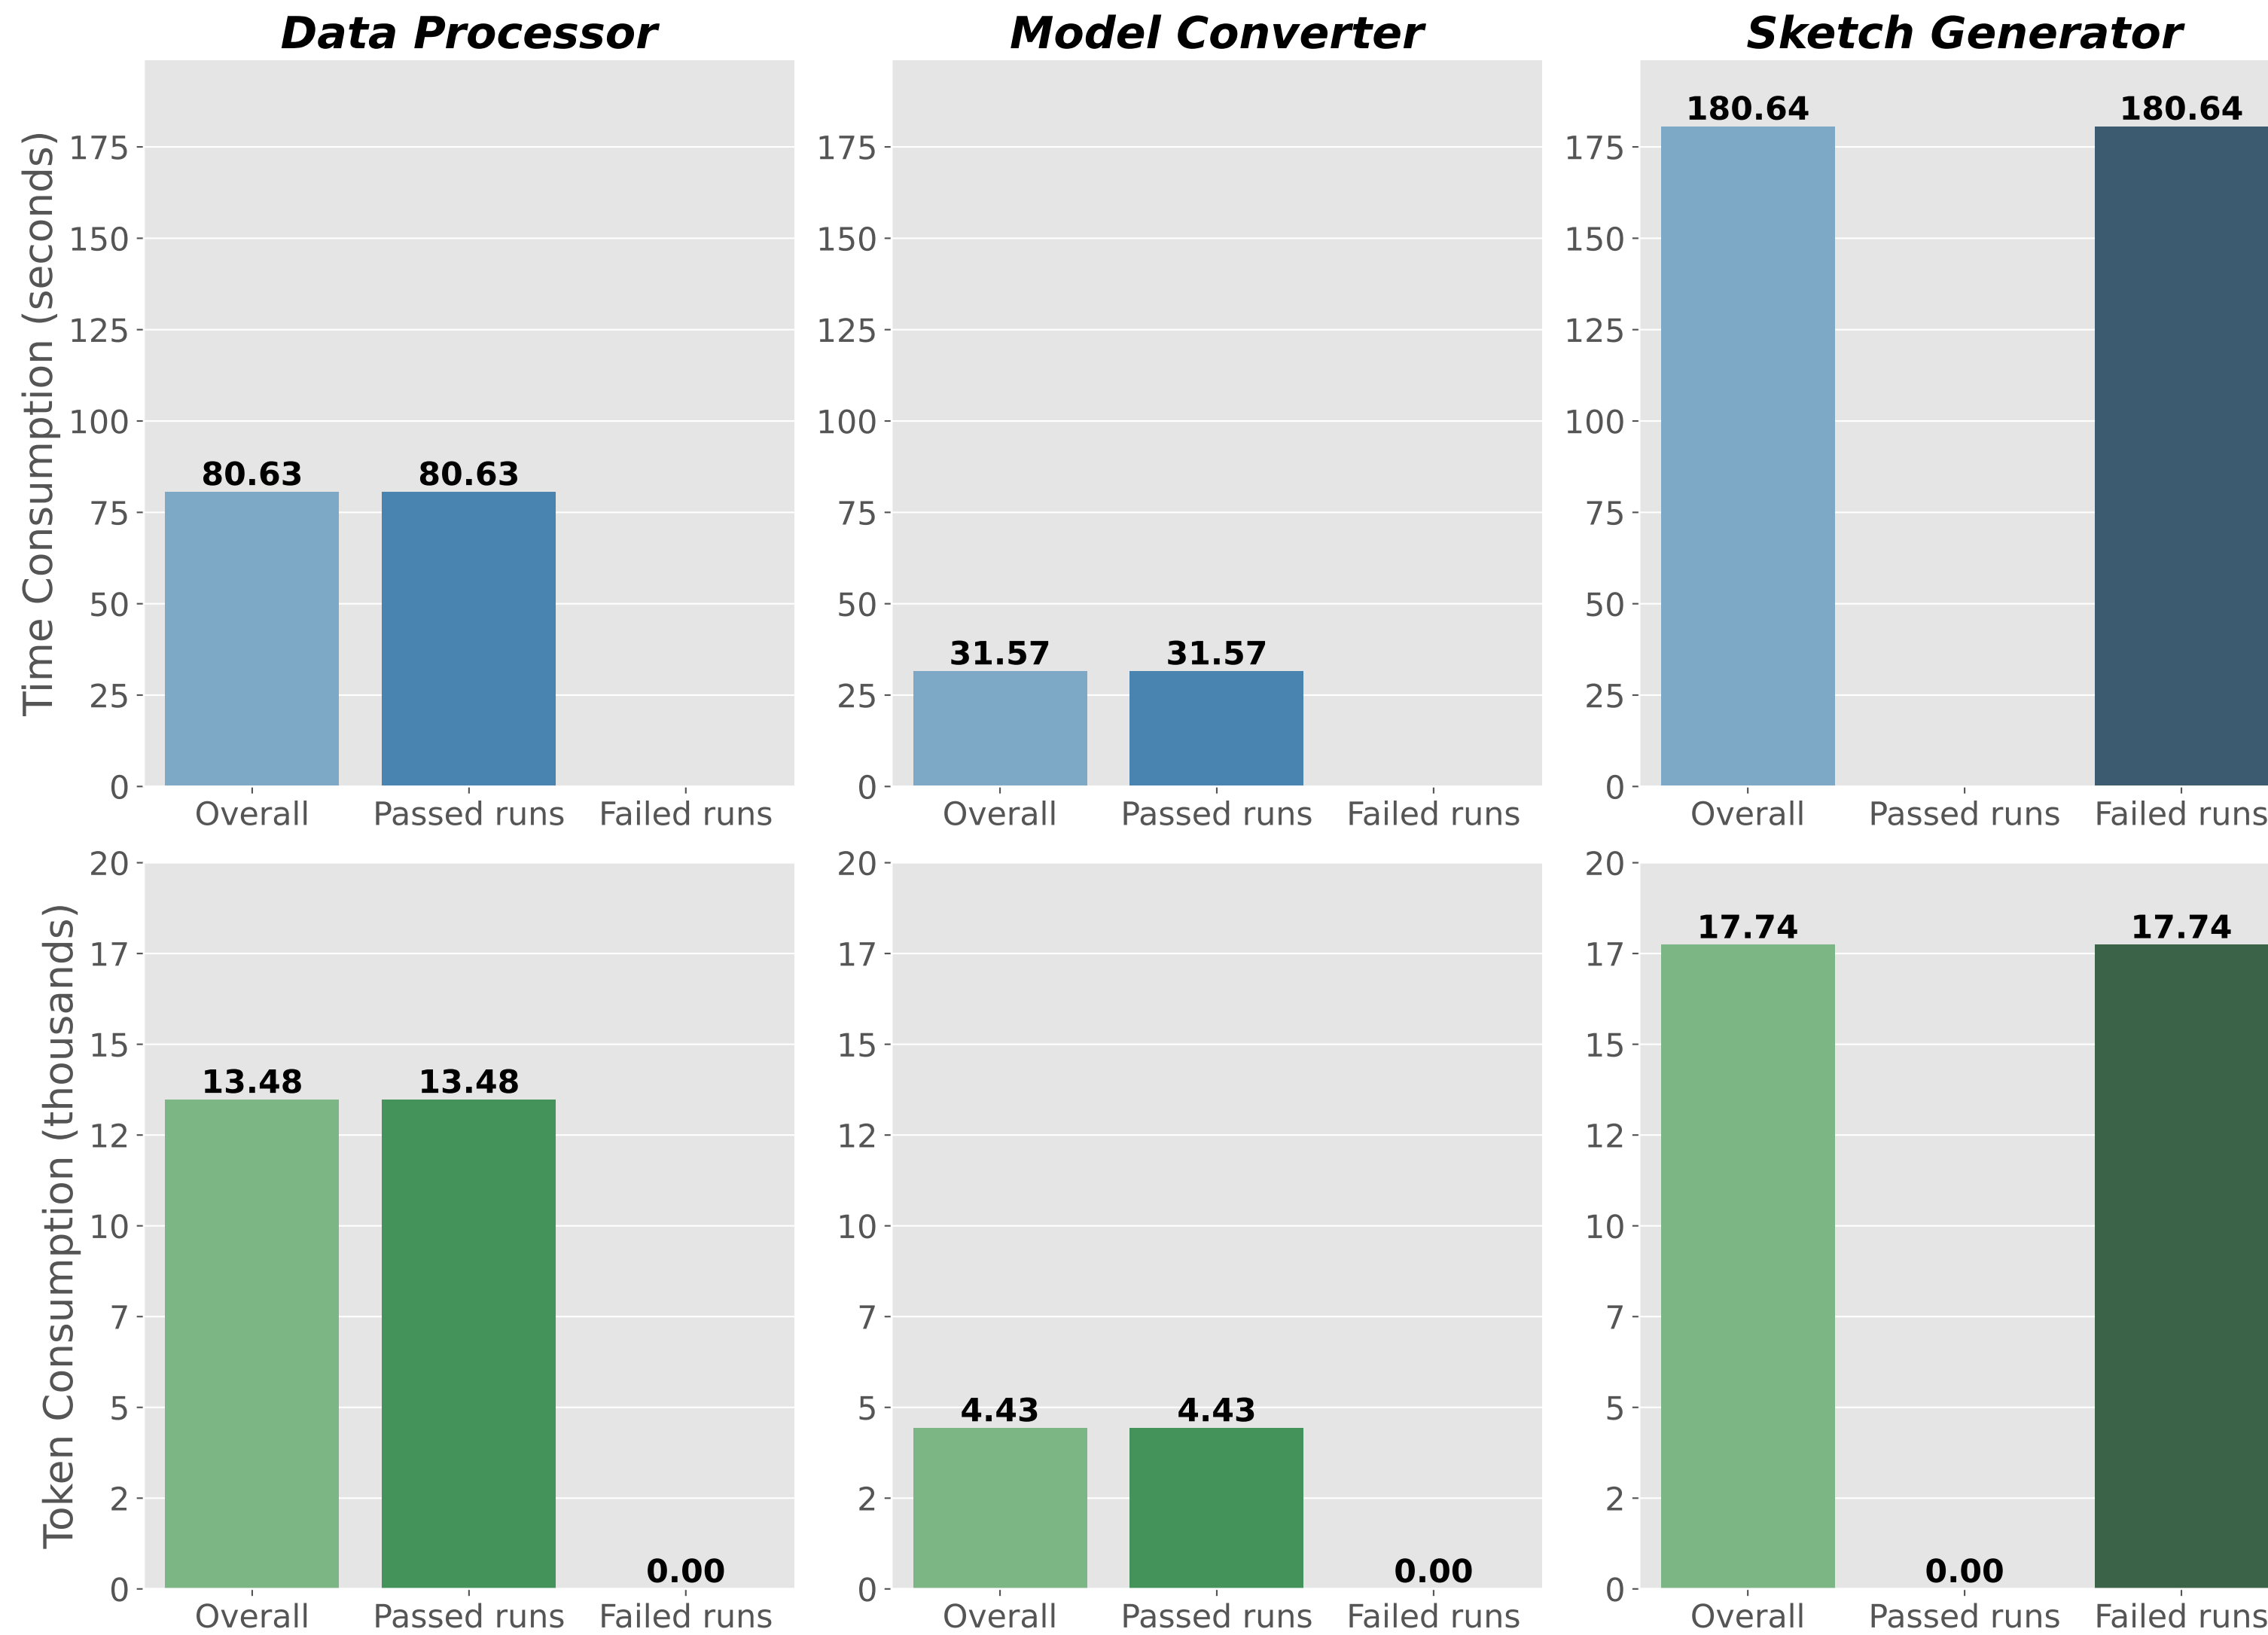 Data Processor
Model Converter
Sketch Generator
Time Consumption (seconds)
175
150
125
100
75
50
25
0
80.63
80.63
Overall
Passed runs
Failed runs
175
150
125
100
75
50
25
0
31.57
31.57
Overall
Passed runs
Failed runs
175
150
125
100
75
50
25
0
180.64
180.64
Overall
Passed runs
Failed runs
Token Consumption (thousands)
20
17
15
12
10
7
5
2
0
13.48
13.48
0.00
Overall
Passed runs
Failed runs
20
17
15
12
10
7
5
2
0
4.43
4.43
0.00
Overall
Passed runs
Failed runs
20
17
15
12
10
7
5
2
0
17.74
0.00
17.74
Overall
Passed runs
Failed runs